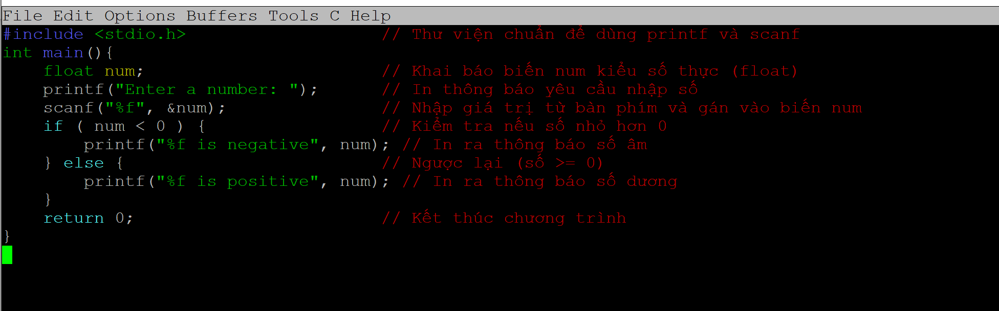 File Edit Options Buffers Tools C Help
#include <stdio.h>                   // Thư viện chuẩn để dùng printf và scanf
int main(){
    float num;                       // Khai báo biến num kiểu số thực (float)
    printf("Enter a number: ");      // In thông báo yêu cầu nhập số
    scanf("%f", &num);               // Nhập giá trị từ bàn phím và gán vào biến num
    if ( num < 0 ) {                 // Kiểm tra nếu số nhỏ hơn 0
        printf("%f is negative", num); // In ra thông báo số âm
    } else {                         // Ngược lại (số >= 0)
        printf("%f is positive", num); // In ra thông báo số dương
    }
    return 0;                        // Kết thúc chương trình
}